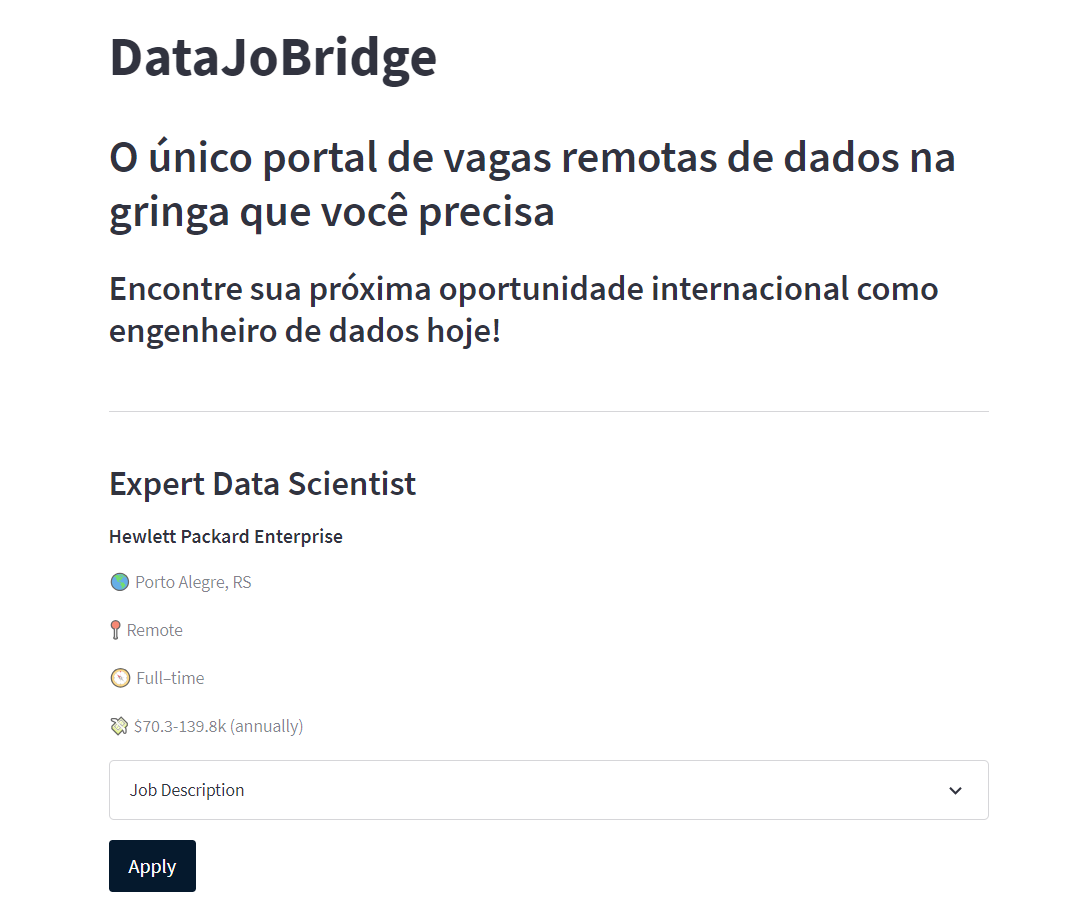 DataJoBridge
O único portal de vagas remotas de dados na
gringa que você precisa
Encontre sua próxima oportunidade internacional como
engenheiro de dados hoje!
Expert Data Scientist
Hewlett Packard Enterprise
Porto Alegre, RS
Remote
Full–time
$70.3-139.8k (annually)
Job Description
Apply